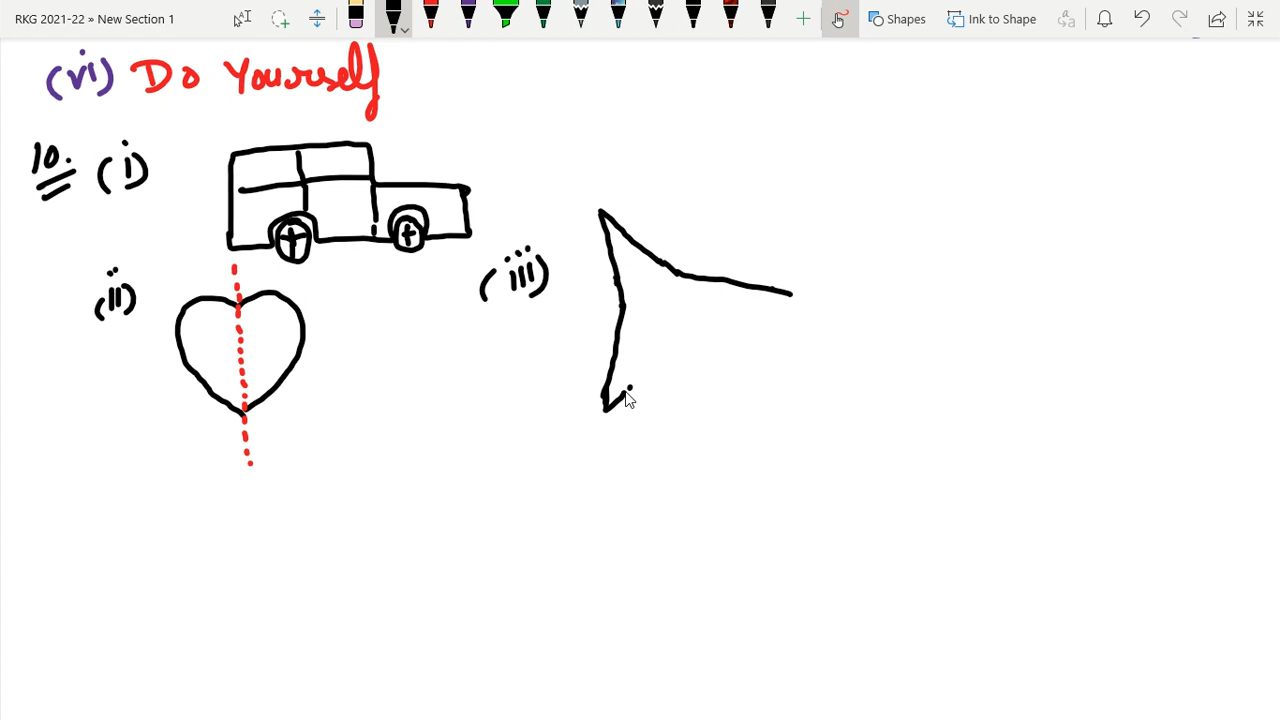 RKG 2021-22 » New Section 1
Shapes
Ink to Shape
(vi) Do Yourself
10. (i)
(ii)
(iii)